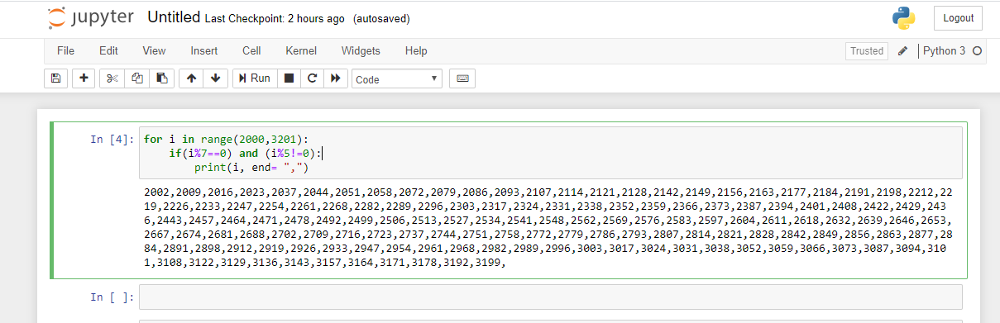 jupyter Untitled Last Checkpoint: 2 hours ago (autosaved) Logout
File Edit View Insert Cell Kernel Widgets Help Trusted Python 3
Run Code
In [4]: for i in range(2000,3201):
if(i%7==0) and (i%5!=0):
print(i, end= ",")
2002,2009,2016,2023,2037,2044,2051,2058,2072,2079,2086,2093,2107,2114,2121,2128,2142,2149,2156,2163,2177,2184,2191,2198,2212,22
19,2226,2233,2247,2254,2261,2268,2282,2289,2296,2303,2317,2324,2331,2338,2352,2359,2366,2373,2387,2394,2401,2408,2422,2429,243
6,2443,2457,2464,2471,2478,2492,2499,2506,2513,2527,2534,2541,2548,2562,2569,2576,2583,2597,2604,2611,2618,2632,2639,2646,2653,
2667,2674,2681,2688,2702,2709,2716,2723,2737,2744,2751,2758,2772,2779,2786,2793,2807,2814,2821,2828,2842,2849,2856,2863,2877,28
84,2891,2898,2912,2919,2926,2933,2947,2954,2961,2968,2982,2989,2996,3003,3017,3024,3031,3038,3052,3059,3066,3073,3087,3094,310
1,3108,3122,3129,3136,3143,3157,3164,3171,3178,3192,3199,
In [ ]: